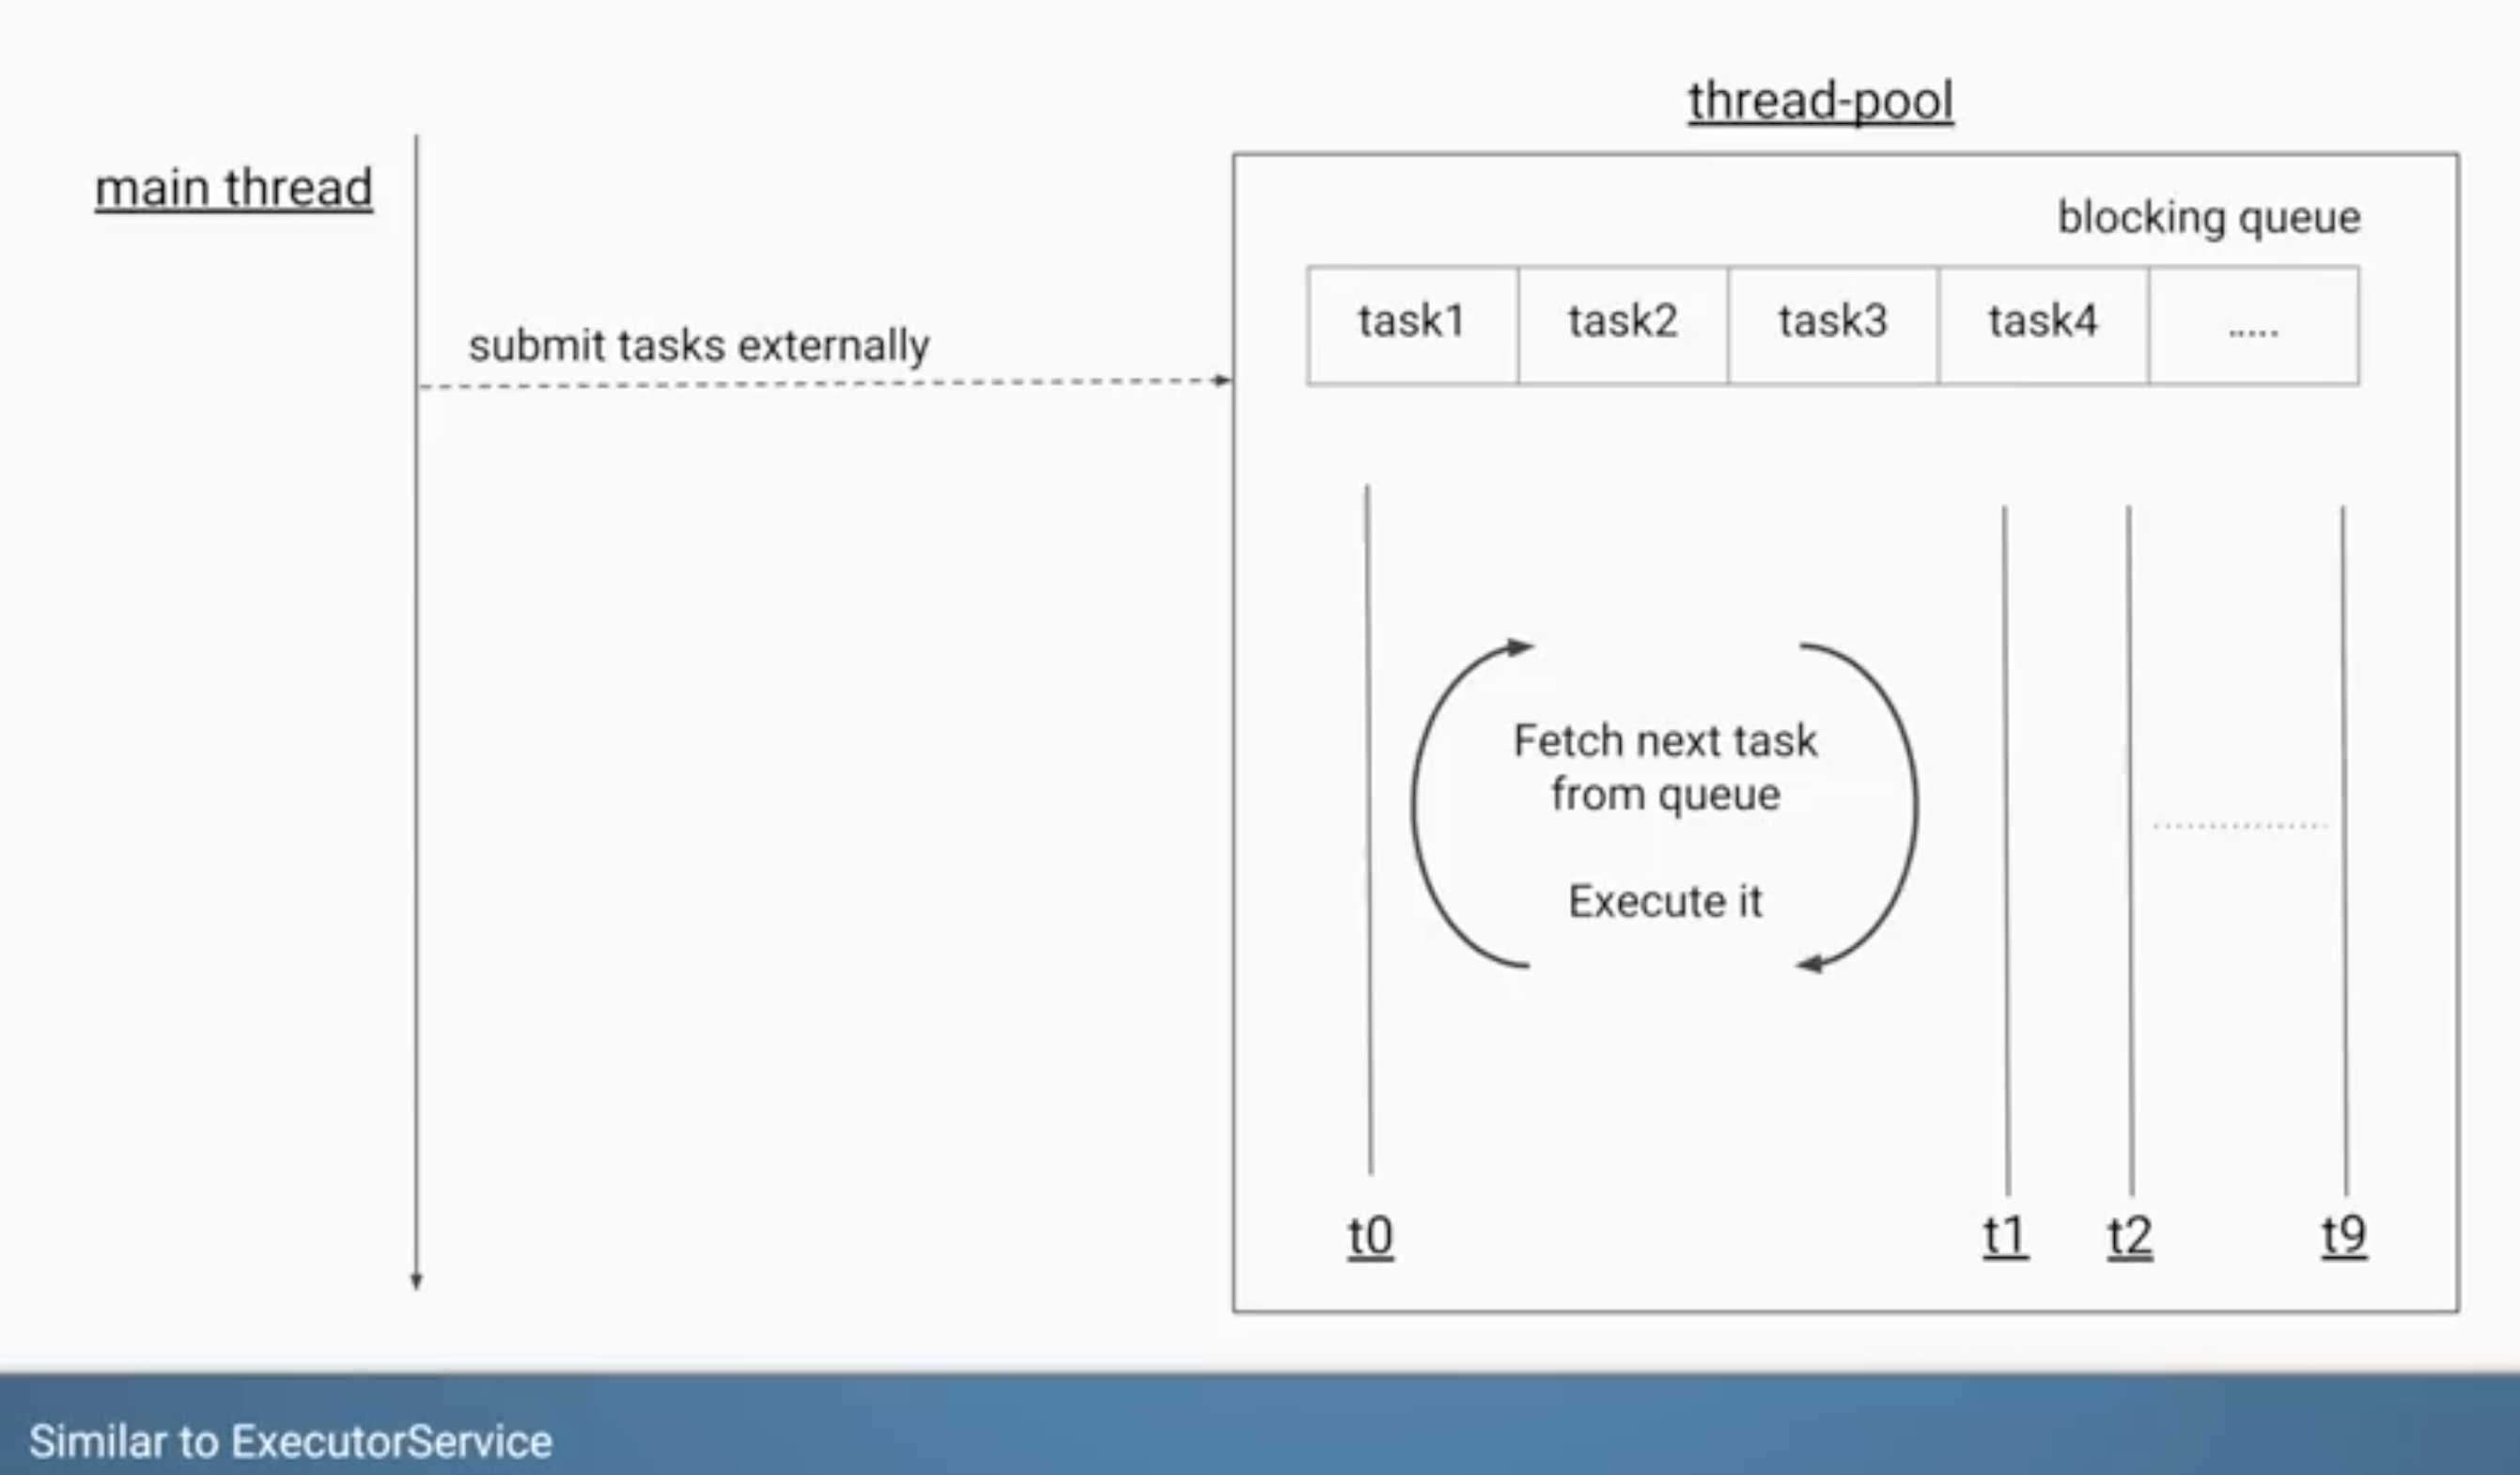 thread-pool
main thread
blocking queue
task1 task2 task3 task4 .....
submit tasks externally
Fetch next task
from queue
Execute it
t0 t1 t2 t9
Similar to ExecutorService